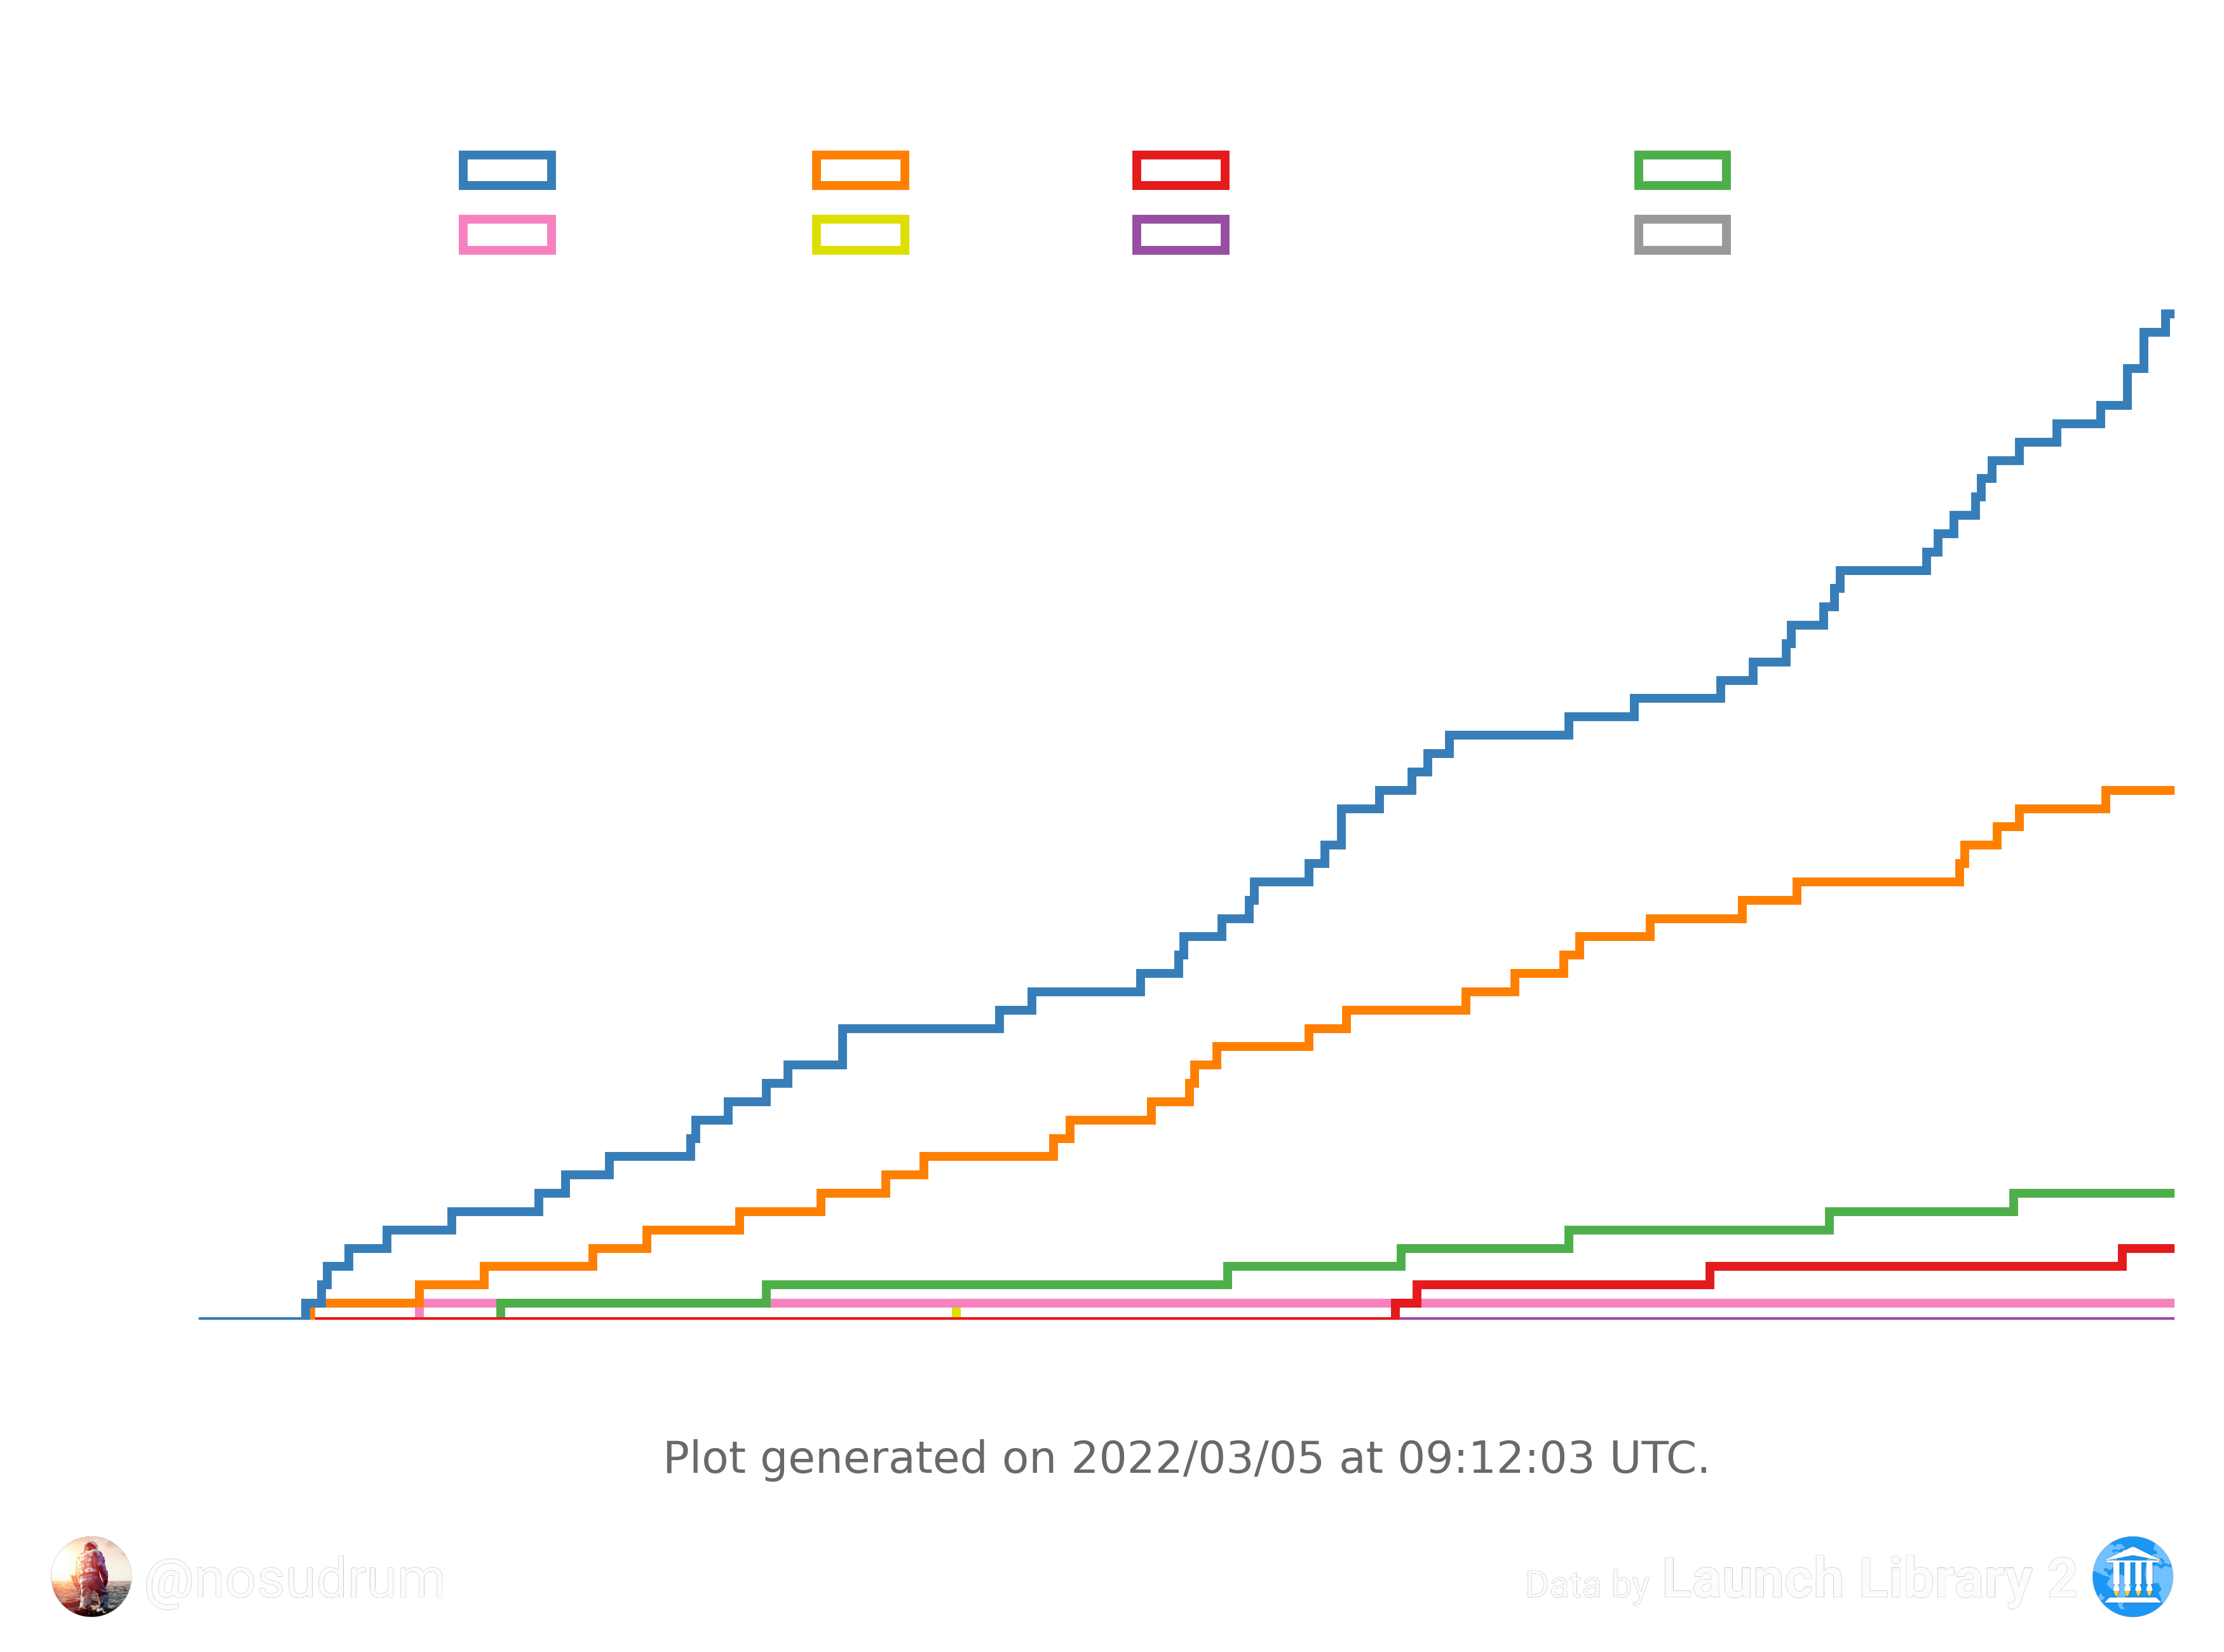 Plot generated on 2022/03/05 at 09:12:03 UTC.
@nosudrum
Data by Launch Library 2